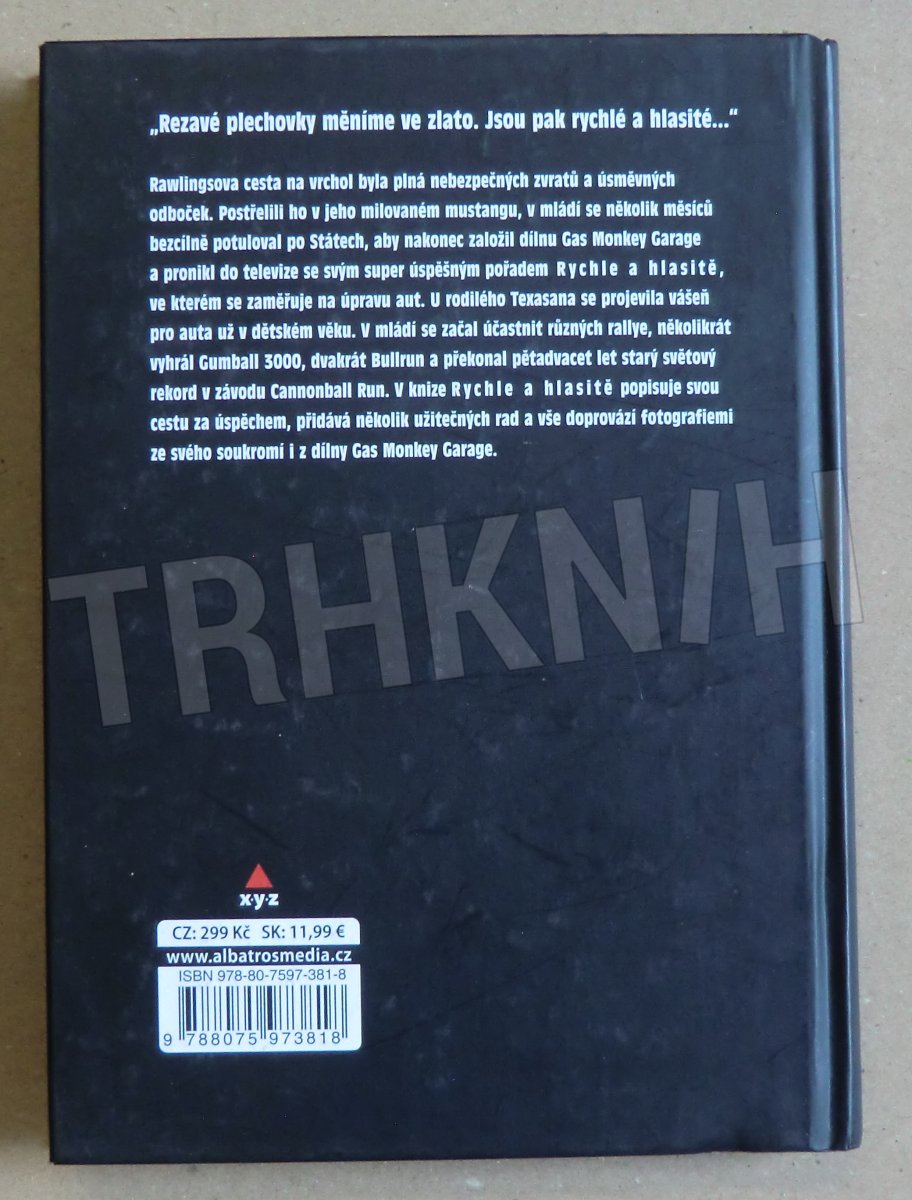 „Rezavé plechovky měníme ve zlato. Jsou pak rychlé a hlasité...“
Rawlingsova cesta na vrchol byla plná nebezpečných zvratů a úsměvných
odboček. Postřelili ho v jeho milovaném mustangu, v mládí se několik měsíců
bezcílně potuloval po Státech, aby nakonec založil dílnu Gas Monkey Garage
a pronikl do televize se svým super úspěšným pořadem Rychle a hlasitě,
ve kterém se zaměřuje na úpravu aut. U rodilého Texasana se projevila vášeň
pro auta už v dětském věku. V mládí se začal účastnit různých rallye, několikrát
vyhrál Gumball 3000, dvakrát Bullrun a překonal pětadvacet let starý světový
rekord v závodu Cannonball Run. V knize Rychle a hlasitě popisuje svou
cestu za úspěchem, přidává několik užitečných rad a vše doprovází fotografiemi
ze svého soukromí i z dílny Gas Monkey Garage.
TRHKNIH
x·y·z
CZ: 299 Kč SK: 11,99 €
www.albatrosmedia.cz
ISBN 978-80-7597-381-8
9 788075 973818